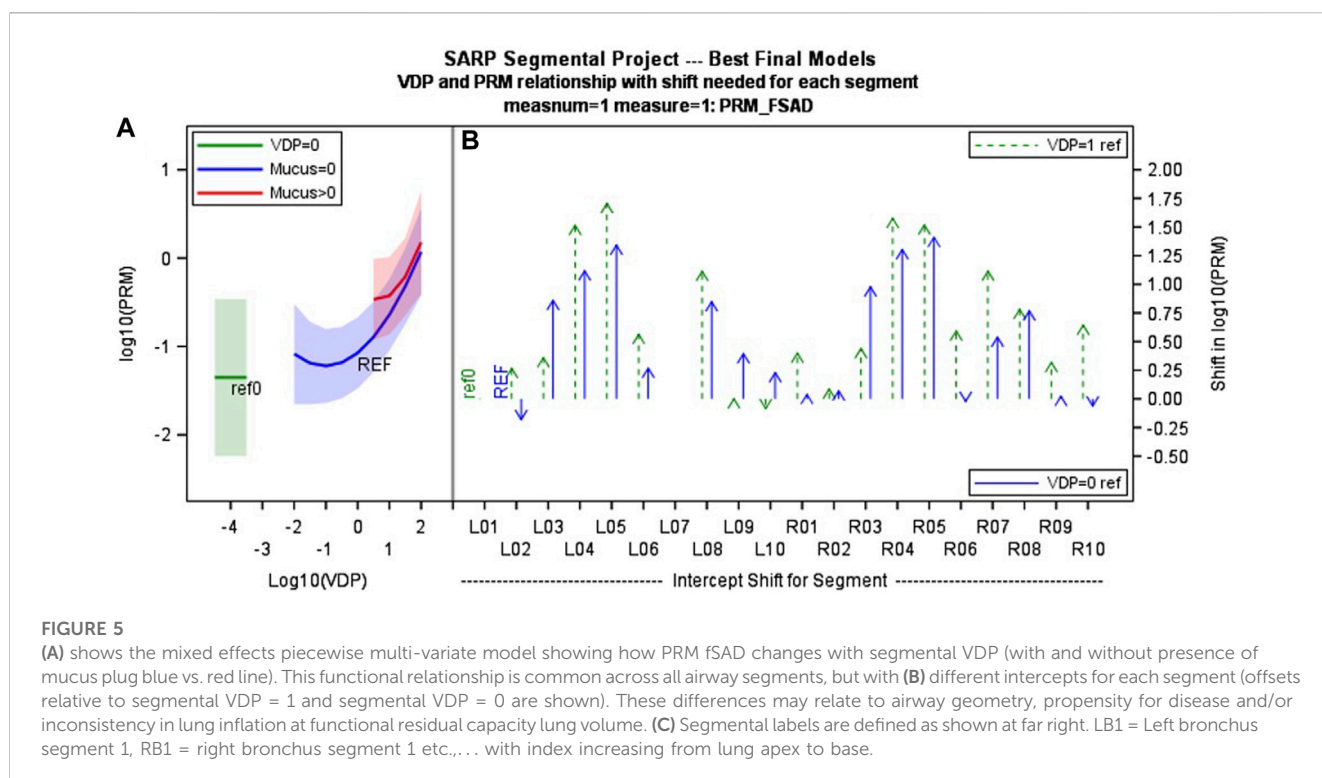 SARP Segmental Project --- Best Final Models
VDP and PRM relationship with shift needed for each segment
measnum=1 measure=1: PRM_FSAD
A
B
VDP=0
Mucus=0
Mucus>0
VDP=1 ref
log10(PRM)
1
0
-1
-2
ref0
REF
ref0
REF
2.00
1.75
1.50
1.25
1.00
0.75
0.50
0.25
0.00
-0.25
-0.50
Shift in log10(PRM)
VDP=0 ref
-4 -2 0 2
-3 -1 1
Log10(VDP)
L01 L03 L05 L07 L09 R01 R03 R05 R07 R09
L02 L04 L06 L08 L10 R02 R04 R06 R08 R10
---------------------- Intercept Shift for Segment ----------------------
FIGURE 5
(A) shows the mixed effects piecewise multi-variate model showing how PRM fSAD changes with segmental VDP (with and without presence of
mucus plug blue vs. red line). This functional relationship is common across all airway segments, but with (B) different intercepts for each segment (offsets
relative to segmental VDP = 1 and segmental VDP = 0 are shown). These differences may relate to airway geometry, propensity for disease and/or
inconsistency in lung inflation at functional residual capacity lung volume. (C) Segmental labels are defined as shown at far right. LB1 = Left bronchus
segment 1, RB1 = right bronchus segment 1 etc.,... with index increasing from lung apex to base.